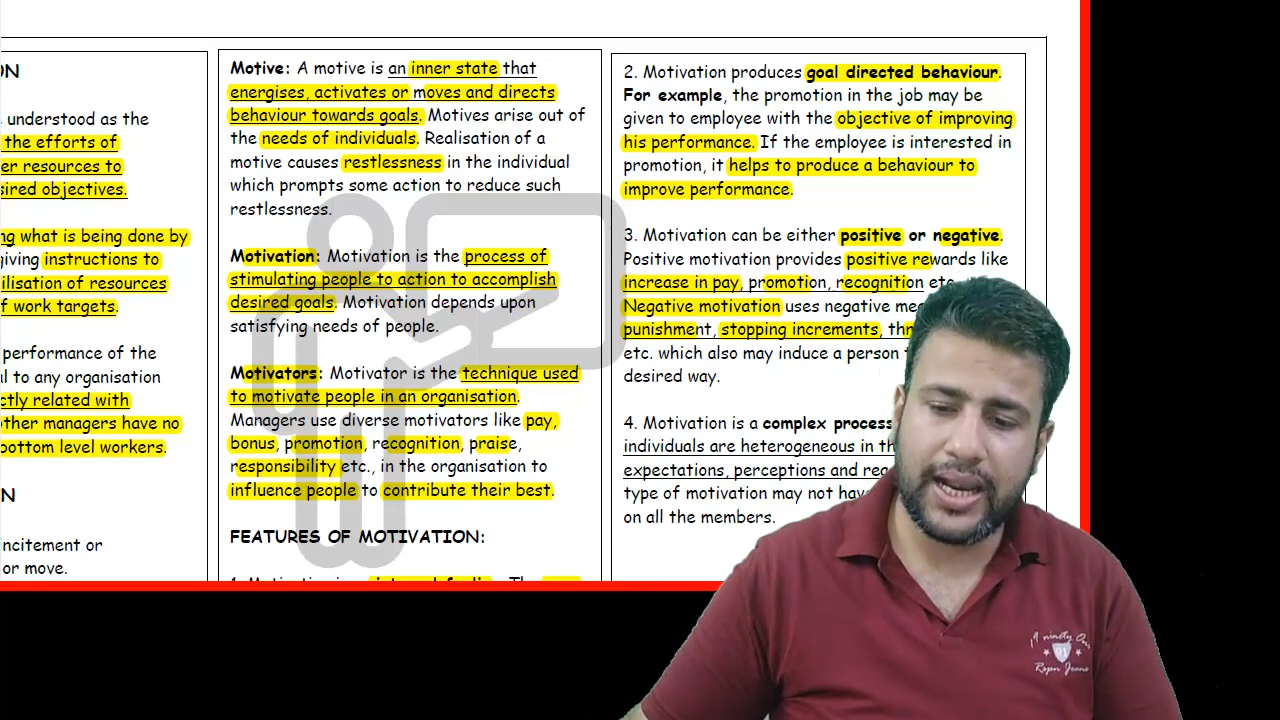 ON
understood as the
the efforts of
er resources to
sired objectives.
ng what is being done by
giving instructions to
ilisation of resources
f work targets.
performance of the
l to any organisation
ctly related with
other managers have no
bottom level workers.
N
ncitement or
or move.
Motive: A motive is an inner state that
energises, activates or moves and directs
behaviour towards goals. Motives arise out of
the needs of individuals. Realisation of a
motive causes restlessness in the individual
which prompts some action to reduce such
restlessness.
Motivation: Motivation is the process of
stimulating people to action to accomplish
desired goals. Motivation depends upon
satisfying needs of people.
Motivators: Motivator is the technique used
to motivate people in an organisation.
Managers use diverse motivators like pay,
bonus, promotion, recognition, praise,
responsibility etc., in the organisation to
influence people to contribute their best.
FEATURES OF MOTIVATION:
2. Motivation produces goal directed behaviour.
For example, the promotion in the job may be
given to employee with the objective of improving
his performance. If the employee is interested in
promotion, it helps to produce a behaviour to
improve performance.
3. Motivation can be either positive or negative.
Positive motivation provides positive rewards like
increase in pay, promotion, recognition etc
Negative motivation uses negative mea
punishment, stopping increments, thr
etc. which also may induce a person t
desired way.
4. Motivation is a complex process
individuals are heterogeneous in th
expectations, perceptions and reac
type of motivation may not hav
on all the members.
91
Ropn Jeans